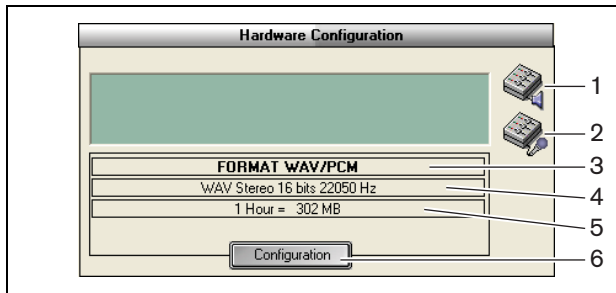 Hardware Configuration
1
2
FORMAT WAV/PCM
3
WAV Stereo 16 bits 22050 Hz
4
1 Hour = 302 MB
5
Configuration
6